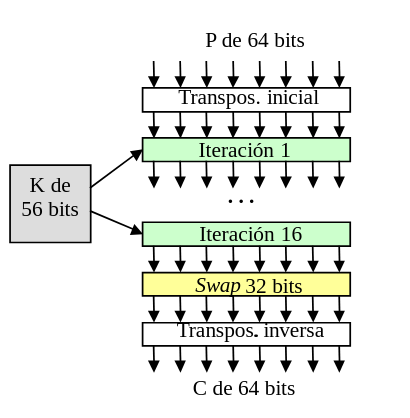 P de 64 bits
Transpos. inicial
Iteración 1
K de
56 bits
...
Iteración 16
Swap 32 bits
Transpos. inversa
C de 64 bits